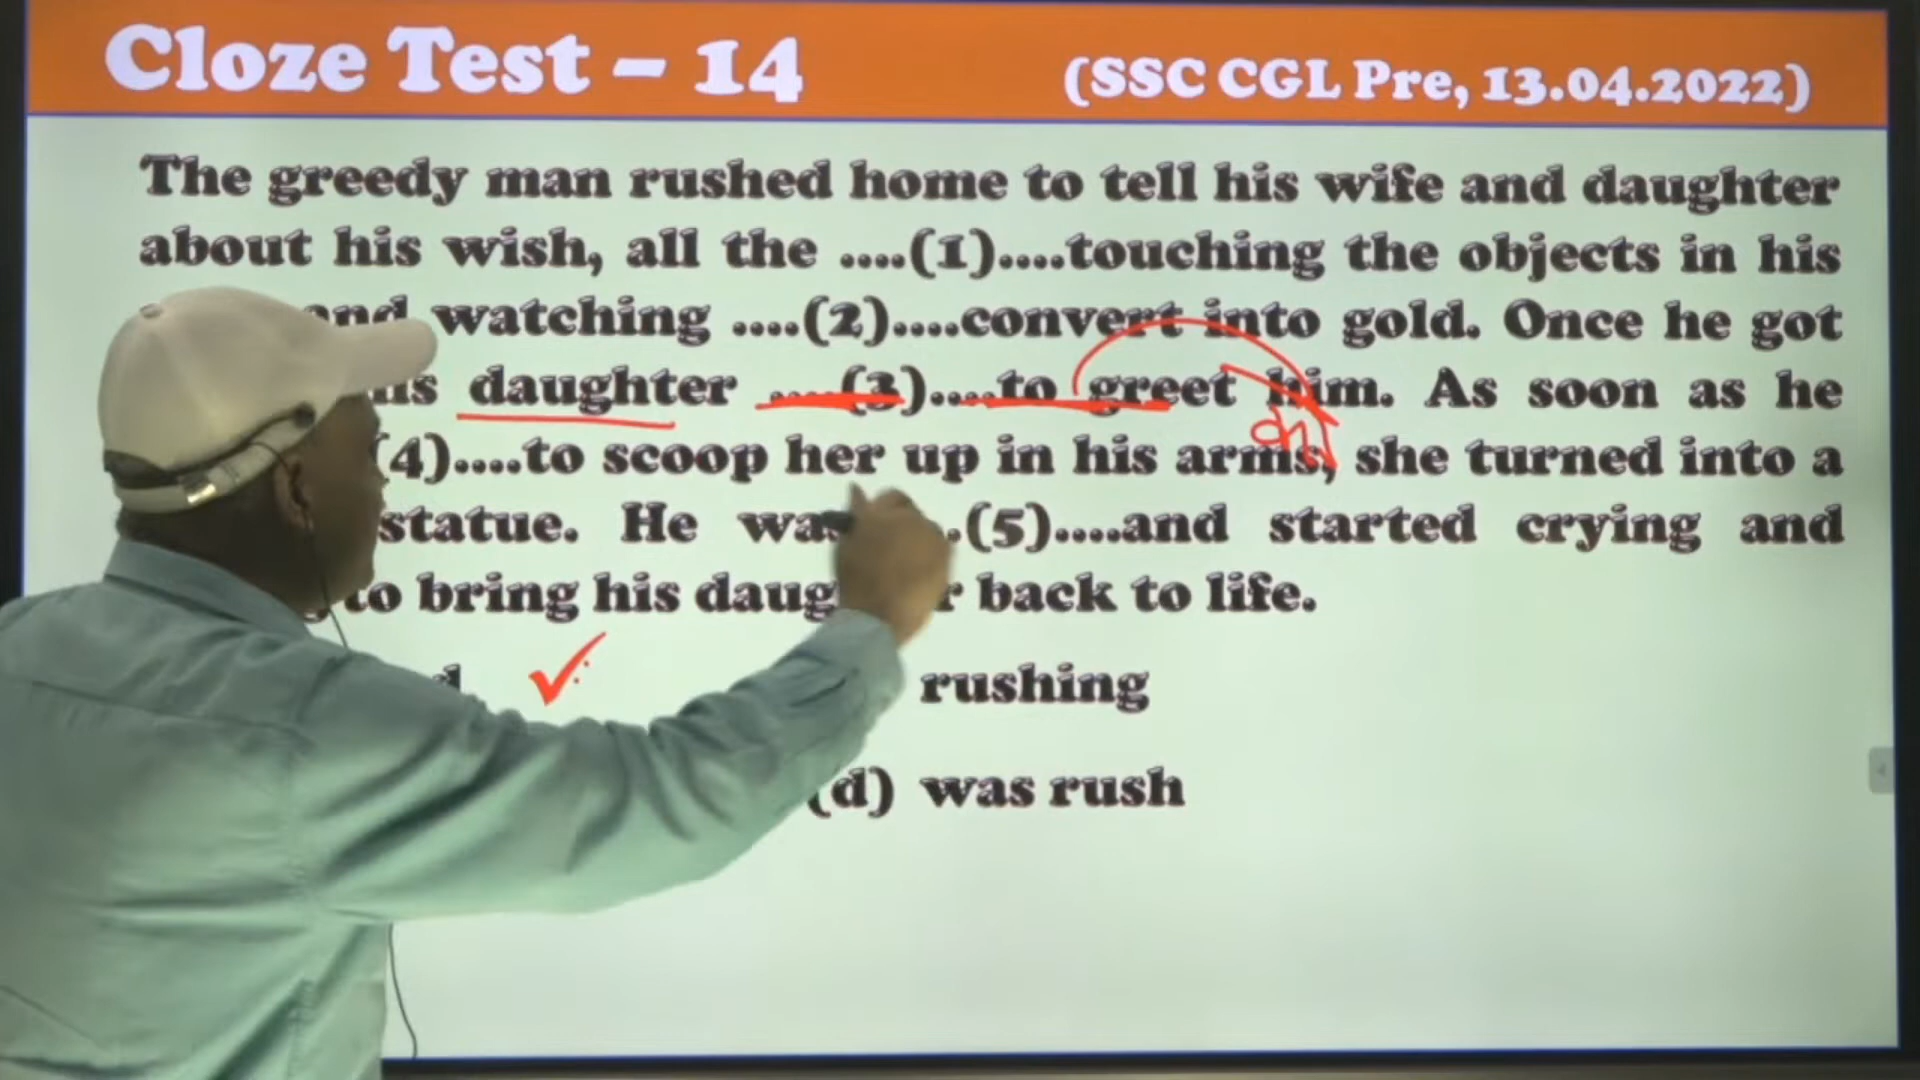 Cloze Test – 14
(SSC CGL Pre, 13.04.2022)
The greedy man rushed home to tell his wife and daughter
about his wish, all the ....(1)....touching the objects in his
and watching ....(2)....convert into gold. Once he got
daughter ....(3)....to greet him. As soon as he
(4)....to scoop her up in his arms, she turned into a
statue. He was .(5)....and started crying and
to bring his back to life.
rushing
(d) was rush